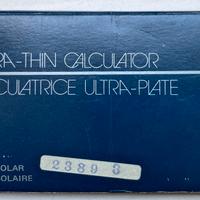 RA-THIN CALCULATOR
CULATRICE ULTRA-PLATE
OLAR
OLAIRE
2389 3